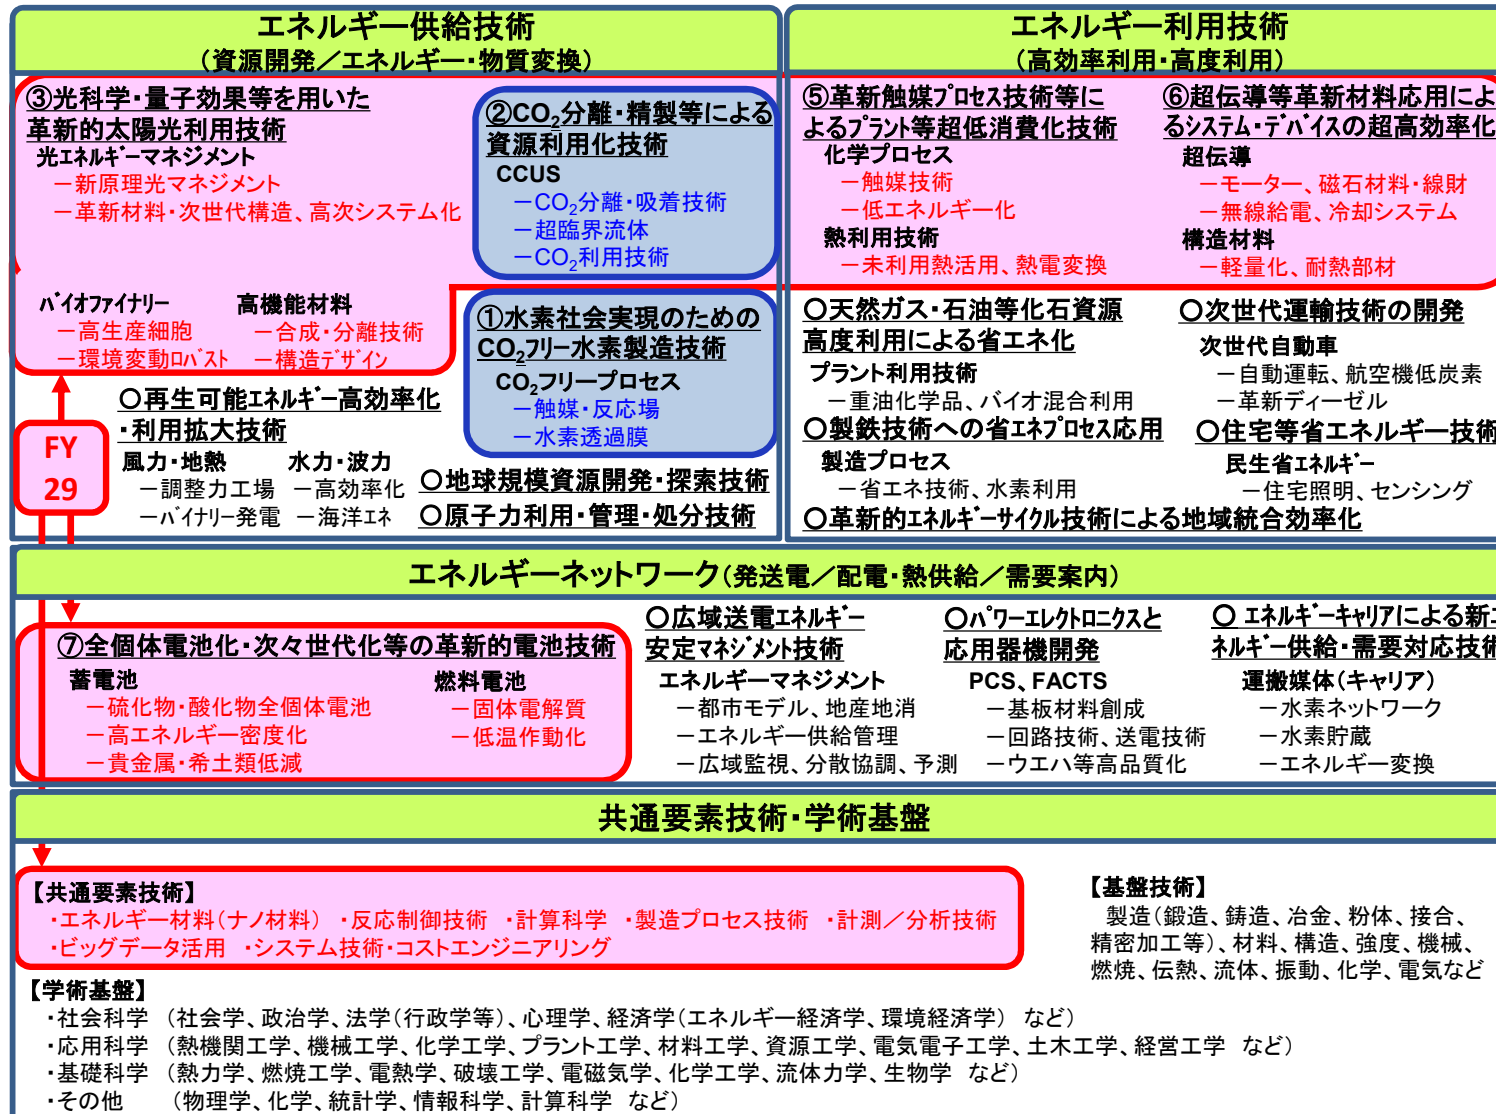 エネルギー供給技術
（資源開発／エネルギー・物質変換）
③光科学・量子効果等を用いた
革新的太陽光利用技術
光エネルギーマネジメント
－新原理光マネジメント
－革新材料・次世代構造、高次システム化
バイオファイナリー
－高生産細胞
－環境変動ロバスト
高機能材料
－合成・分離技術
－構造デザイン
②CO2分離・精製等による
資源利用化技術
CCUS
－CO2分離・吸着技術
－超臨界流体
－CO2利用技術
①水素社会実現のための
CO2フリー水素製造技術
CO2フリープロセス
－触媒・反応場
－水素透過膜
FY
29
〇再生可能エネルギー高効率化
・利用拡大技術
風力・地熱
－調整力工場
－バイナリー発電
水力・波力
－高効率化
－海洋エネ
〇地球規模資源開発・探索技術
〇原子力利用・管理・処分技術
エネルギー利用技術
（高効率利用・高度利用）
⑤革新触媒プロセス技術等に
よるプラント等超低消費化技術
化学プロセス
－触媒技術
－低エネルギー化
熱利用技術
－未利用熱活用、熱電変換
⑥超伝導等革新材料応用によ
るシステム・デバイスの超高効率化
超伝導
－モーター、磁石材料・線財
－無線給電、冷却システム
構造材料
－軽量化、耐熱部材
〇天然ガス・石油等化石資源
高度利用による省エネ化
プラント利用技術
－重油化学品、バイオ混合利用
〇製鉄技術への省エネプロセス応用
製造プロセス
－省エネ技術、水素利用
〇次世代運輸技術の開発
次世代自動車
－自動運転、航空機低炭素
－革新ディーゼル
〇住宅等省エネルギー技術
民生省エネルギー
－住宅照明、センシング
〇革新的エネルギーサイクル技術による地域統合効率化
エネルギーネットワーク（発送電／配電・熱供給／需要案内）
⑦全個体電池化・次々世代化等の革新的電池技術
蓄電池
－硫化物・酸化物全個体電池
－高エネルギー密度化
－貴金属・希土類低減
燃料電池
－固体電解質
－低温作動化
〇広域送電エネルギー
安定マネジメント技術
エネルギーマネジメント
－都市モデル、地産地消
－エネルギー供給管理
－広域監視、分散協調、予測
〇パワーエレクトロニクスと
応用器機開発
PCS、FACTS
－基板材料創成
－回路技術、送電技術
－ウエハ等高品質化
〇 エネルギーキャリアによる新エ
ネルギー供給・需要対応技術
運搬媒体（キャリア）
－水素ネットワーク
－水素貯蔵
－エネルギー変換
共通要素技術・学術基盤
【共通要素技術】
・エネルギー材料（ナノ材料） ・反応制御技術 ・計算科学 ・製造プロセス技術 ・計測／分析技術
・ビッグデータ活用 ・システム技術・コストエンジニアリング
【基盤技術】
製造（鍛造、鋳造、冶金、粉体、接合、
精密加工等）、材料、構造、強度、機械、
燃焼、伝熱、流体、振動、化学、電気など
【学術基盤】
・社会科学 （社会学、政治学、法学（行政学等）、心理学、経済学（エネルギー経済学、環境経済学） など）
・応用科学 （熱機関工学、機械工学、化学工学、プラント工学、材料工学、資源工学、電気電子工学、土木工学、経営工学 など）
・基礎科学 （熱力学、燃焼工学、電熱学、破壊工学、電磁気学、化学工学、流体力学、生物学 など）
・その他 （物理学、化学、統計学、情報科学、計算科学 など）